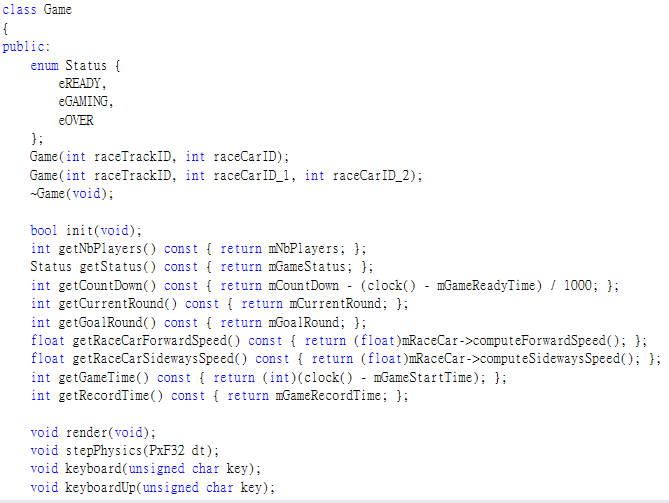 class Game
{
public:
    enum Status {
        eREADY,
        eGAMING,
        eOVER
    };
    Game(int raceTrackID, int raceCarID);
    Game(int raceTrackID, int raceCarID_1, int raceCarID_2);
    ~Game(void);

    bool init(void);
    int getNbPlayers() const { return mNbPlayers; };
    Status getStatus() const { return mGameStatus; };
    int getCountDown() const { return mCountDown - (clock() - mGameReadyTime) / 1000; };
    int getCurrentRound() const { return mCurrentRound; };
    int getGoalRound() const { return mGoalRound; };
    float getRaceCarForwardSpeed() const { return (float)mRaceCar->computeForwardSpeed(); };
    float getRaceCarSidewaysSpeed() const { return (float)mRaceCar->computeSidewaysSpeed(); };
    int getGameTime() const { return (int)(clock() - mGameStartTime); };
    int getRecordTime() const { return mGameRecordTime; };

    void render(void);
    void stepPhysics(PxF32 dt);
    void keyboard(unsigned char key);
    void keyboardUp(unsigned char key);